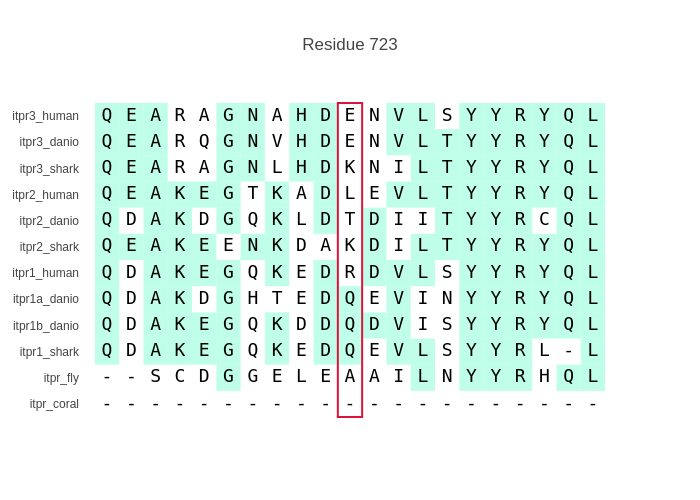 Residue 723
itpr3_human Q E A R A G N A H D E N V L S Y Y R Y Q L
itpr3_danio Q E A R Q G N V H D E N V L T Y Y R Y Q L
itpr3_shark Q E A R A G N L H D K N I L T Y Y R Y Q L
itpr2_human Q E A K E G T K A D L E V L T Y Y R Y Q L
itpr2_danio Q D A K D G Q K L D T D I I T Y Y R C Q L
itpr2_shark Q E A K E E N K D A K D I L T Y Y R Y Q L
itpr1_human Q D A K E G Q K E D R D V L S Y Y R Y Q L
itpr1a_danio Q D A K D G H T E D Q E V I N Y Y R Y Q L
itpr1b_danio Q D A K E G Q K D D Q D V I S Y Y R Y Q L
itpr1_shark Q D A K E G Q K E D Q E V L S Y Y R L - L
itpr_fly - - S C D G G E L E A A I L N Y Y R H Q L
itpr_coral - - - - - - - - - - - - - - - - - - - - -